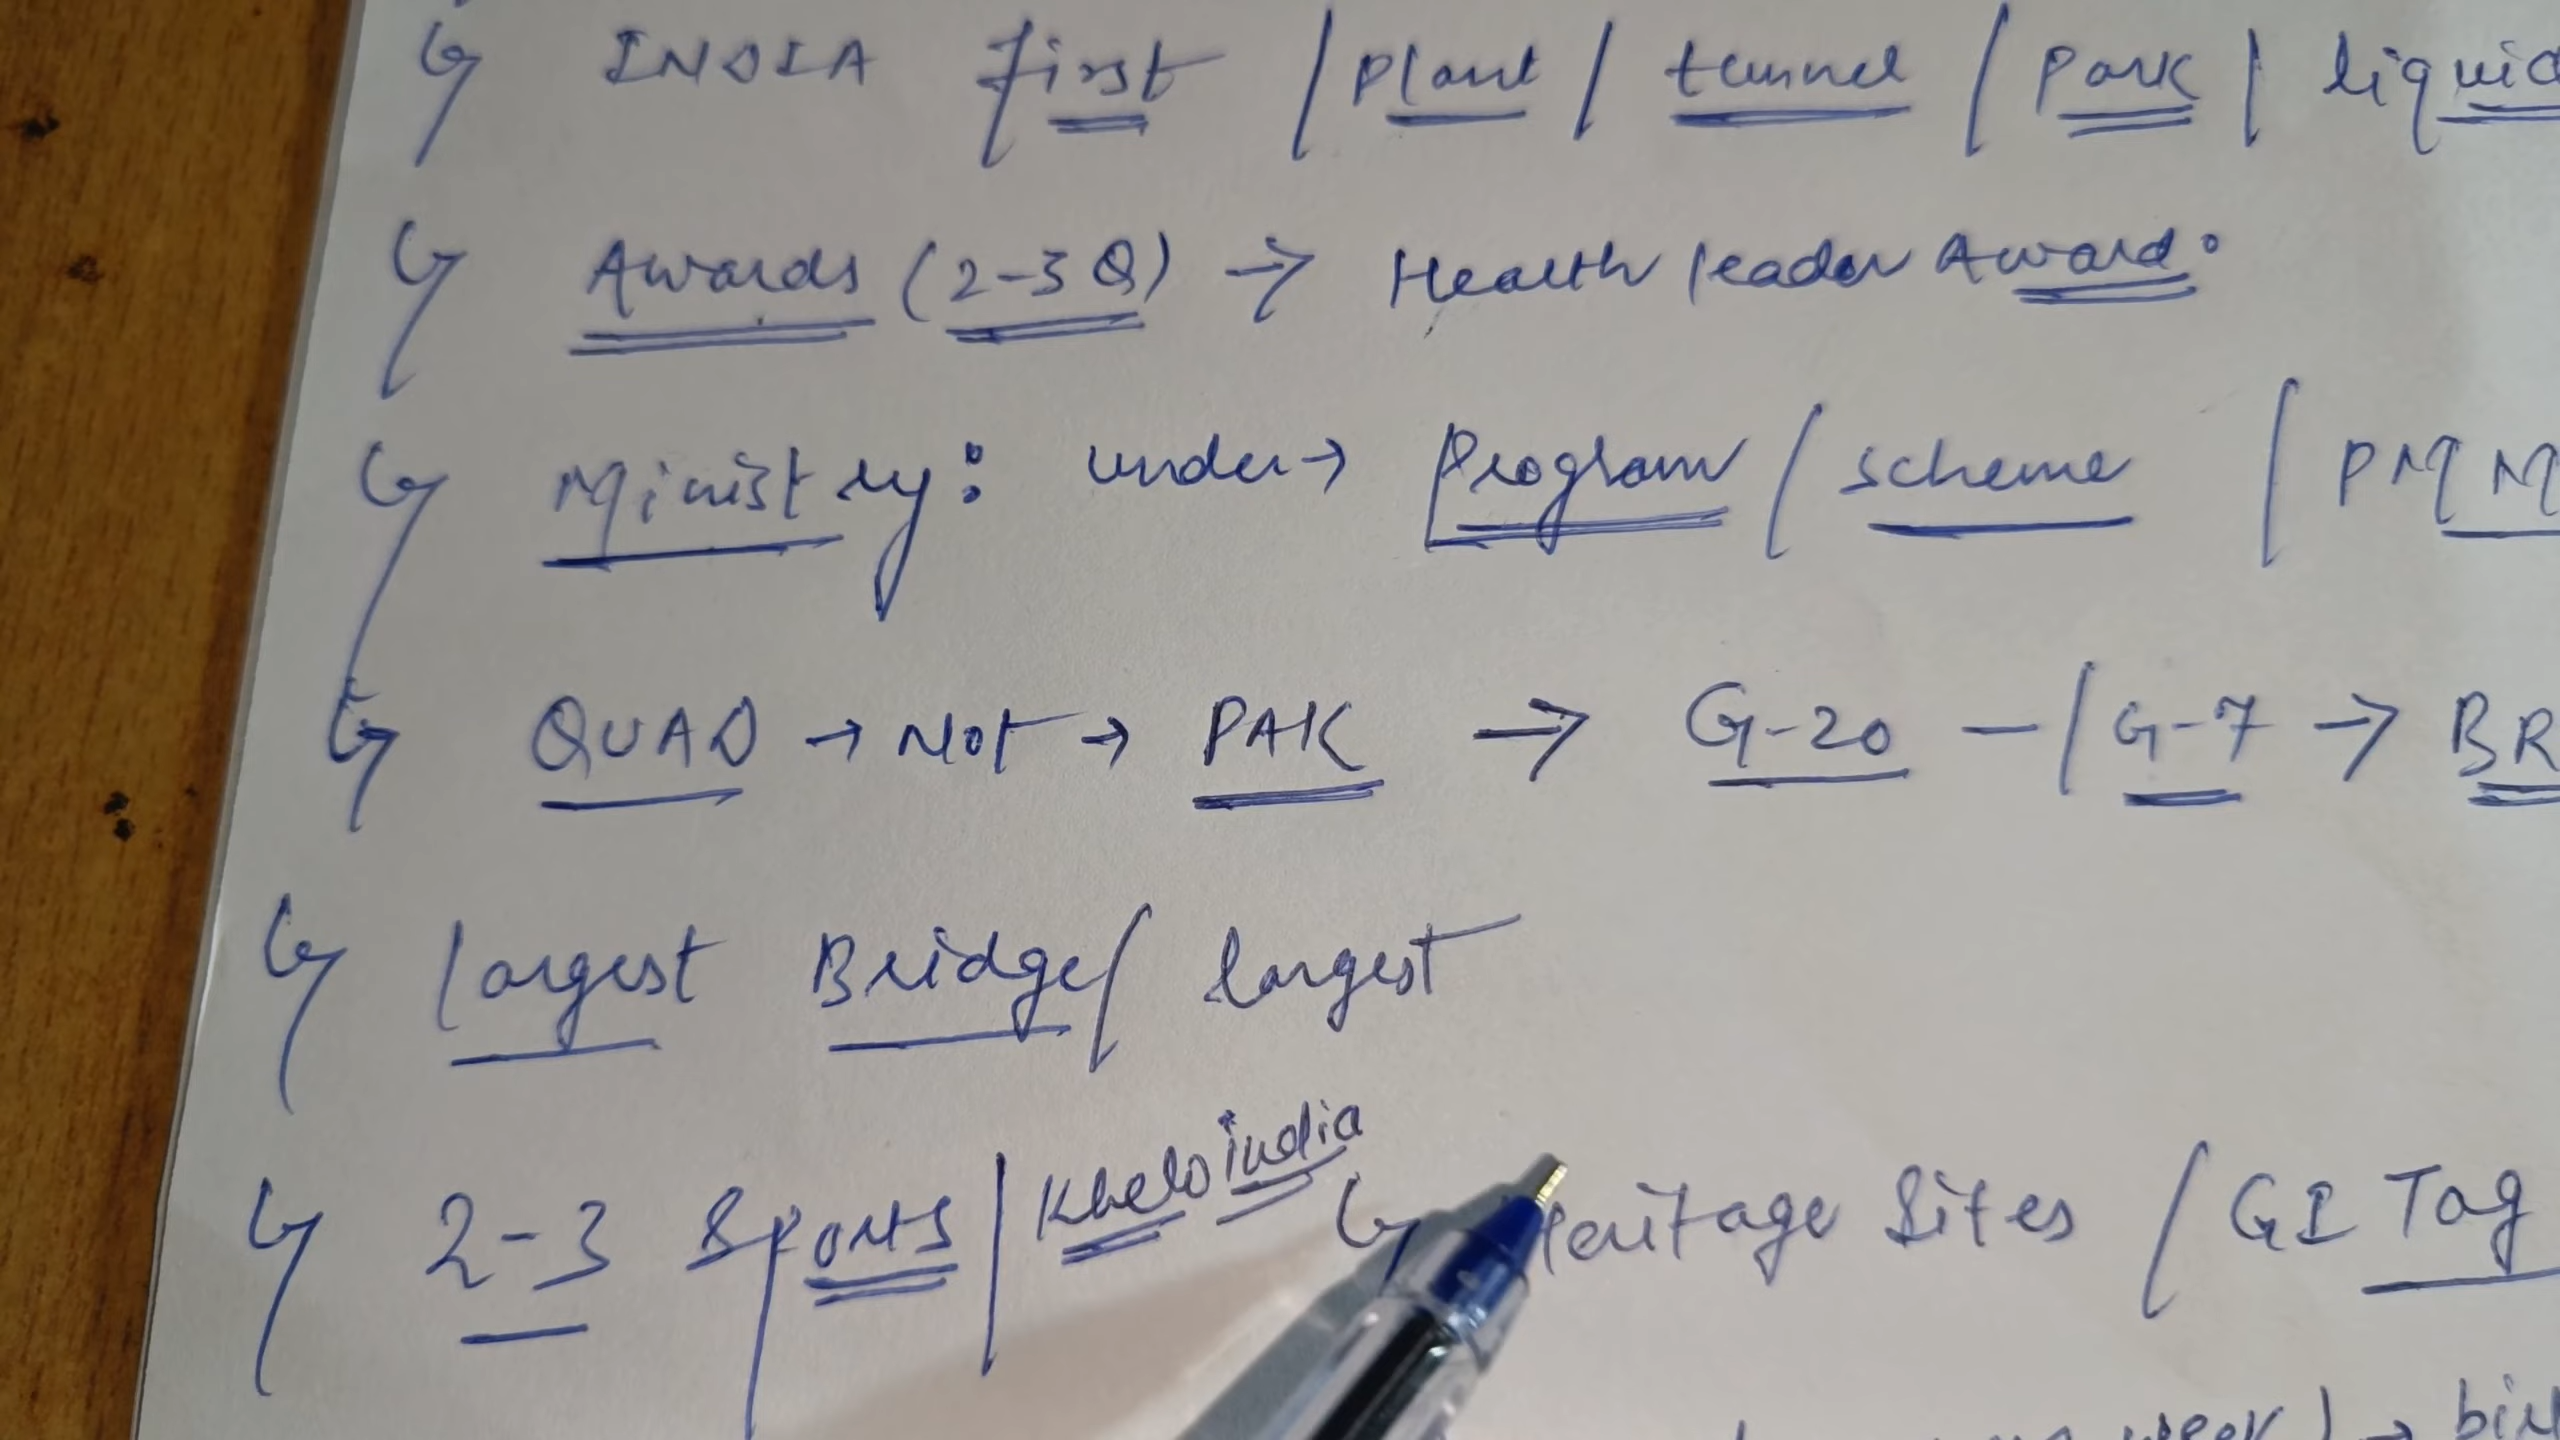 INDIA first / Plant / tunnel / Park / liquid
Awards (2-3 Q) → Health leader Award:
Ministry: under → Program / scheme / PMM
QUAD → Not → PAK → G-20 - / G-7 → BR
largest Bridge / largest
2-3 Sports | Khelo india Heritage Sites / GI Tag